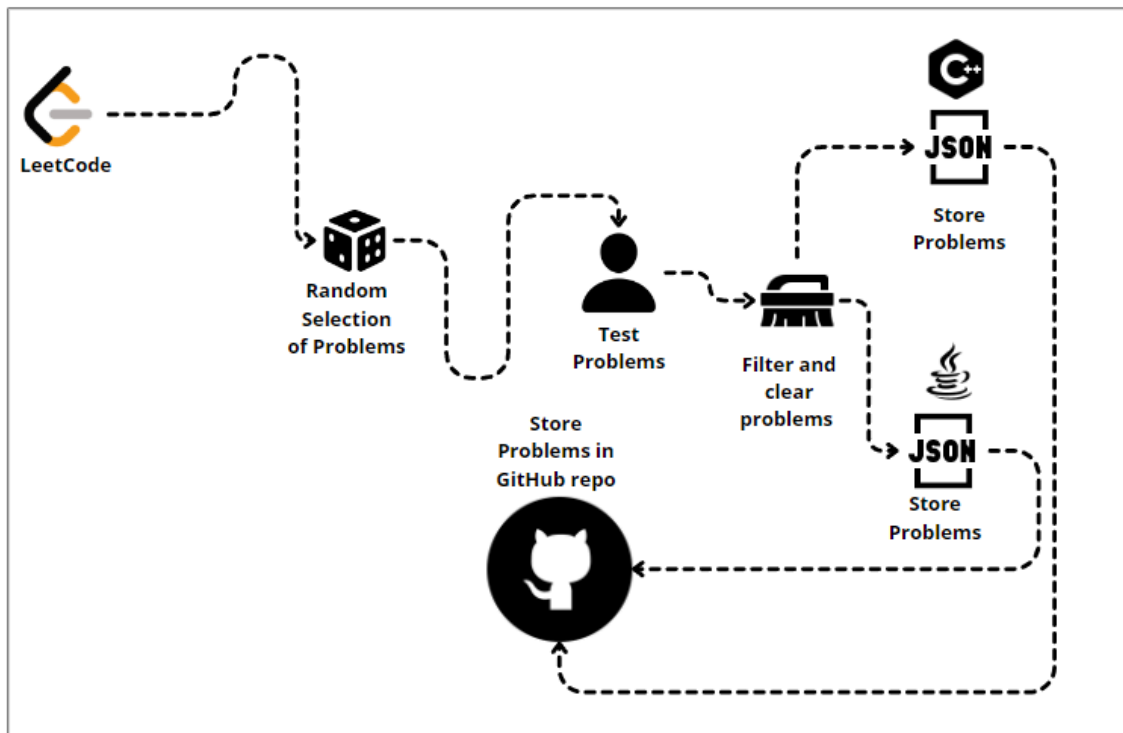 LeetCode
Random
Selection
of Problems
Test
Problems
Filter and
clear
problems
C++
JSON
Store
Problems
JSON
Store
Problems
Store
Problems in
GitHub repo